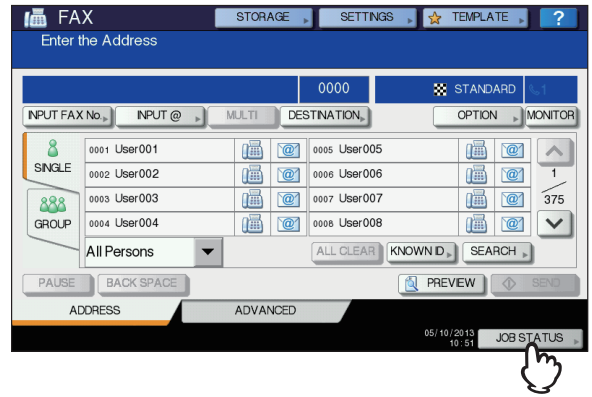 FAX STORAGE SETTINGS TEMPLATE ?
Enter the Address
0000 STANDARD 1
INPUT FAX No. INPUT @ MULTI DESTINATION OPTION MONITOR
SINGLE
GROUP
0001 User001 @ 0005 User005 @
0002 User002 @ 0006 User006 @
0003 User003 @ 0007 User007 @
0004 User004 @ 0008 User008 @
1
375
All Persons ALL CLEAR KNOWN ID SEARCH
PAUSE BACK SPACE PREVIEW SEND
ADDRESS ADVANCED
05/10/2013
10:51
JOB STATUS